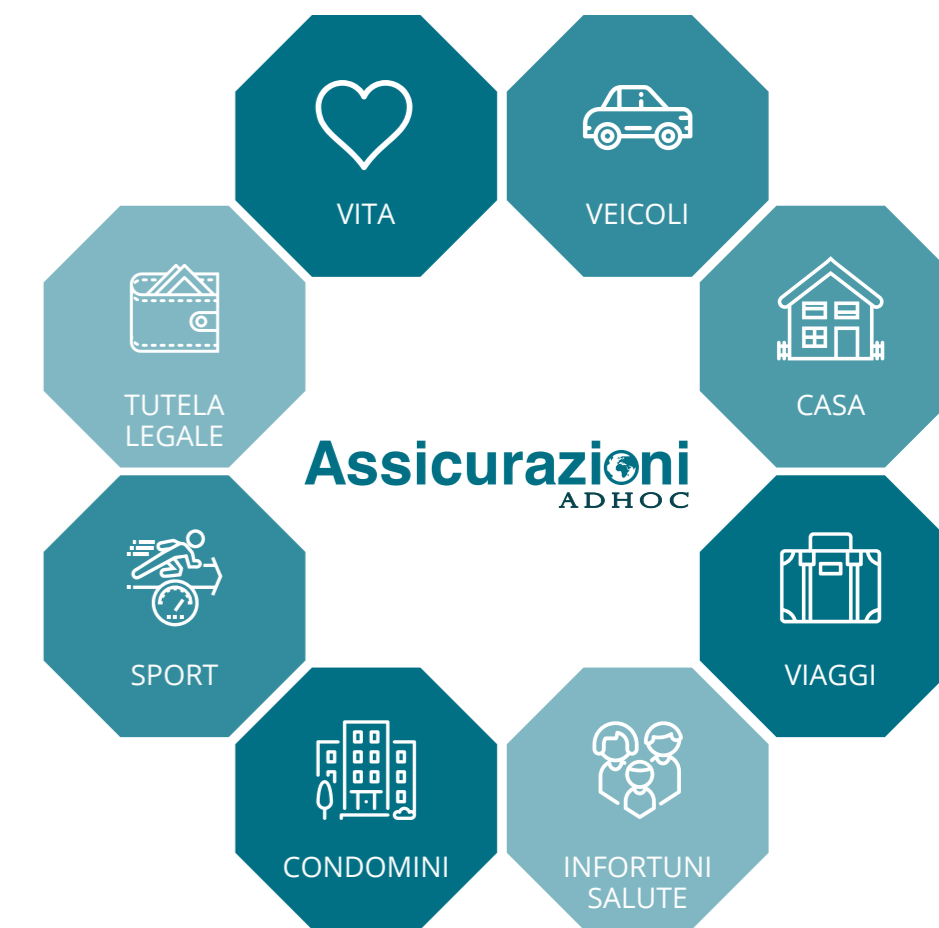 VITA
VEICOLI
TUTELA
LEGALE
CASA
Assicurazioni
ADHOC
SPORT
VIAGGI
CONDOMINI
INFORTUNI
SALUTE